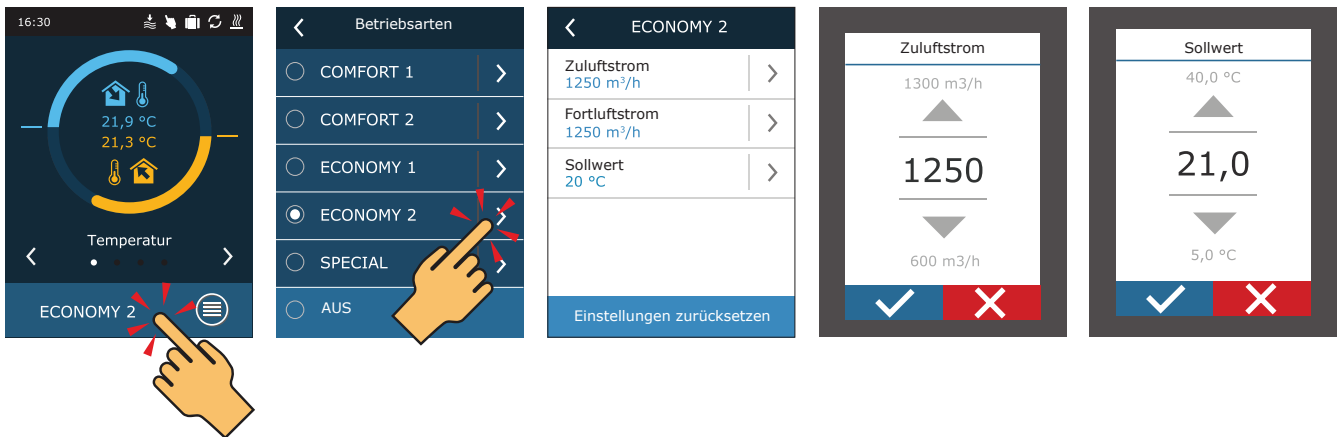 16:30
21,9 °C
21,3 °C
Temperatur
ECONOMY 2
Betriebsarten
COMFORT 1
COMFORT 2
ECONOMY 1
ECONOMY 2
SPECIAL
AUS
ECONOMY 2
Zuluftstrom
1250 m³/h
Fortluftstrom
1250 m³/h
Sollwert
20 °C
Einstellungen zurücksetzen
Zuluftstrom
1300 m3/h
1250
600 m3/h
Sollwert
40,0 °C
21,0
5,0 °C